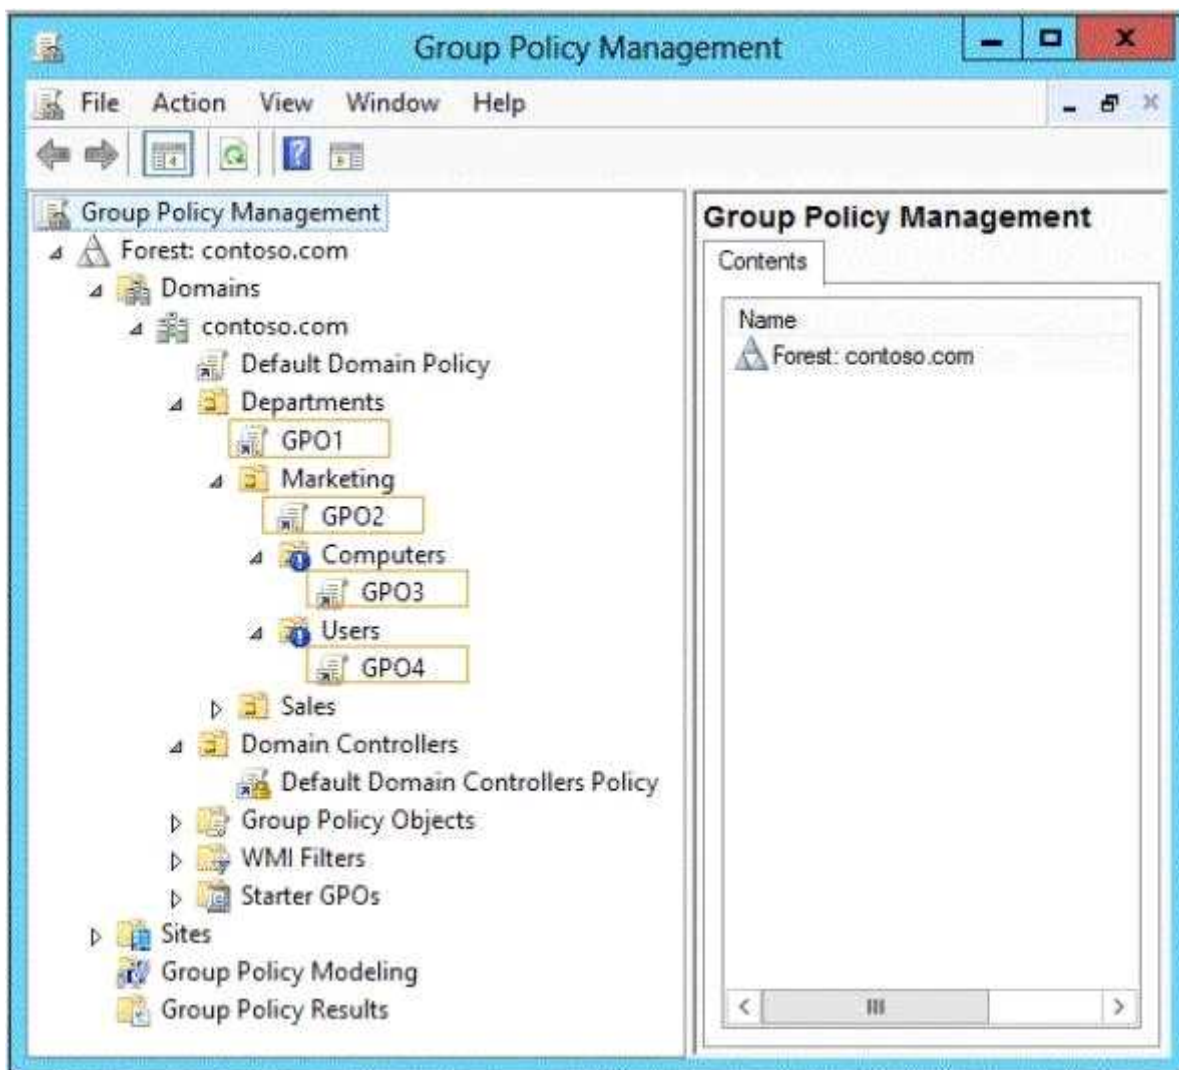 Group Policy Management
File Action View Window Help
Group Policy Management
Forest: contoso.com
Domains
contoso.com
Default Domain Policy
Departments
GPO1
Marketing
GPO2
Computers
GPO3
Users
GPO4
Sales
Domain Controllers
Default Domain Controllers Policy
Group Policy Objects
WMI Filters
Starter GPOs
Sites
Group Policy Modeling
Group Policy Results
Group Policy Management
Contents
Name
Forest: contoso.com